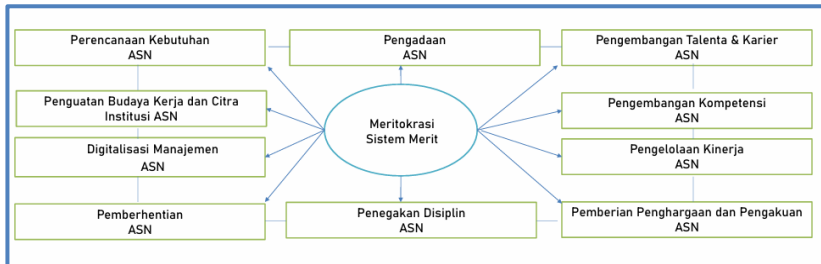 Perencanaan Kebutuhan
ASN
Pengadaan
ASN
Pengembangan Talenta & Karier
ASN
Penguatan Budaya Kerja dan Citra
Institusi ASN
Meritokrasi
Sistem Merit
Pengembangan Kompetensi
ASN
Digitalisasi Manajemen
ASN
Pengelolaan Kinerja
ASN
Pemberhentian
ASN
Penegakan Disiplin
ASN
Pemberian Penghargaan dan Pengakuan
ASN